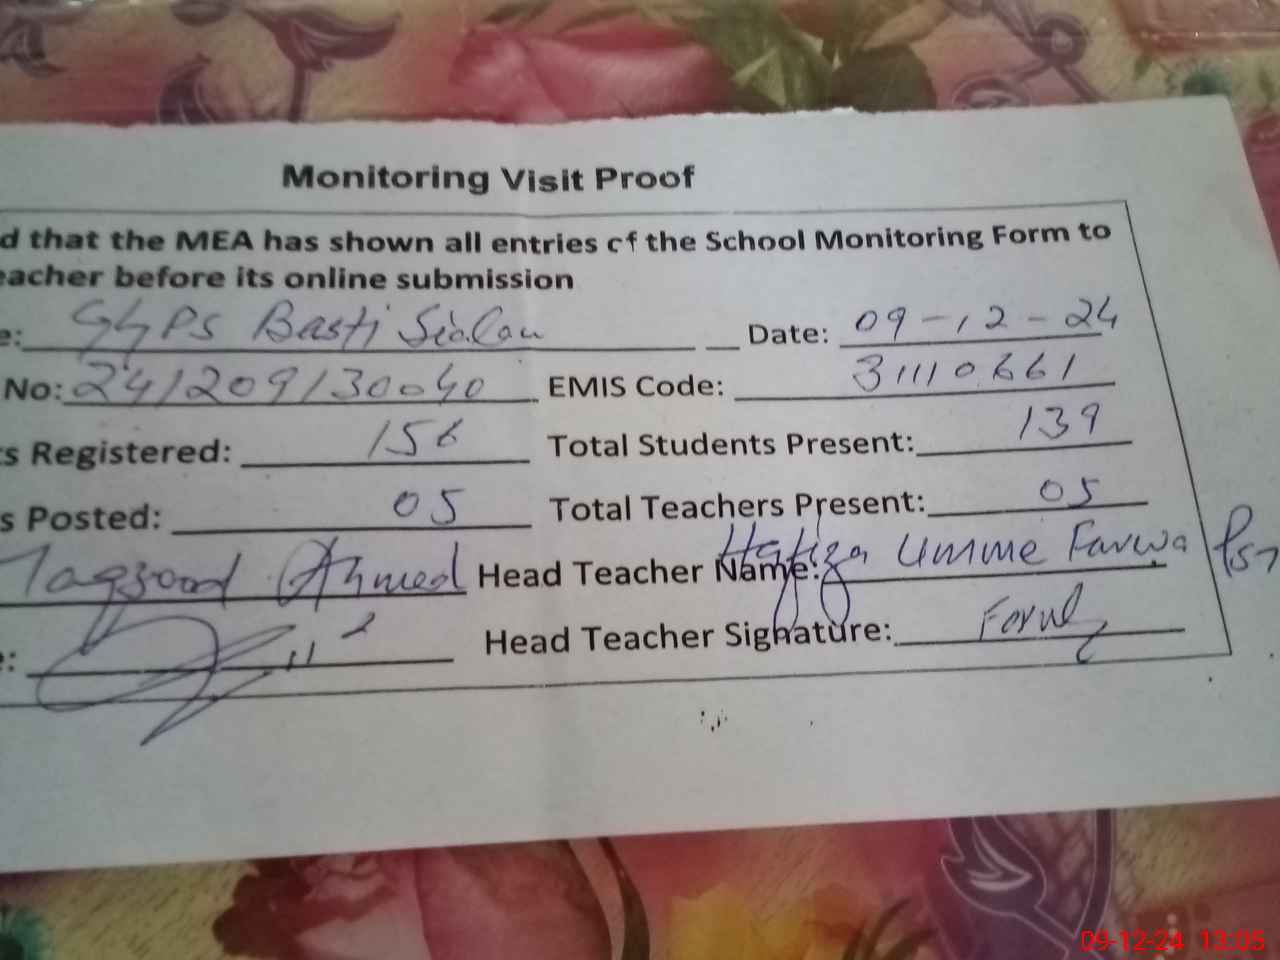 Monitoring Visit Proof
d that the MEA has shown all entries of the School Monitoring Form to
eacher before its online submission
e: GGPS Basti Sialan Date: 09-12-24
No: 241209130040 EMIS Code: 31110661
s Registered: 156 Total Students Present: 139
s Posted: 05 Total Teachers Present: 05
Maqsood Ahmed Head Teacher Name: Hafiza Umme Farwa PST
e: Head Teacher Signature: Farwa
09-12-24 13:05